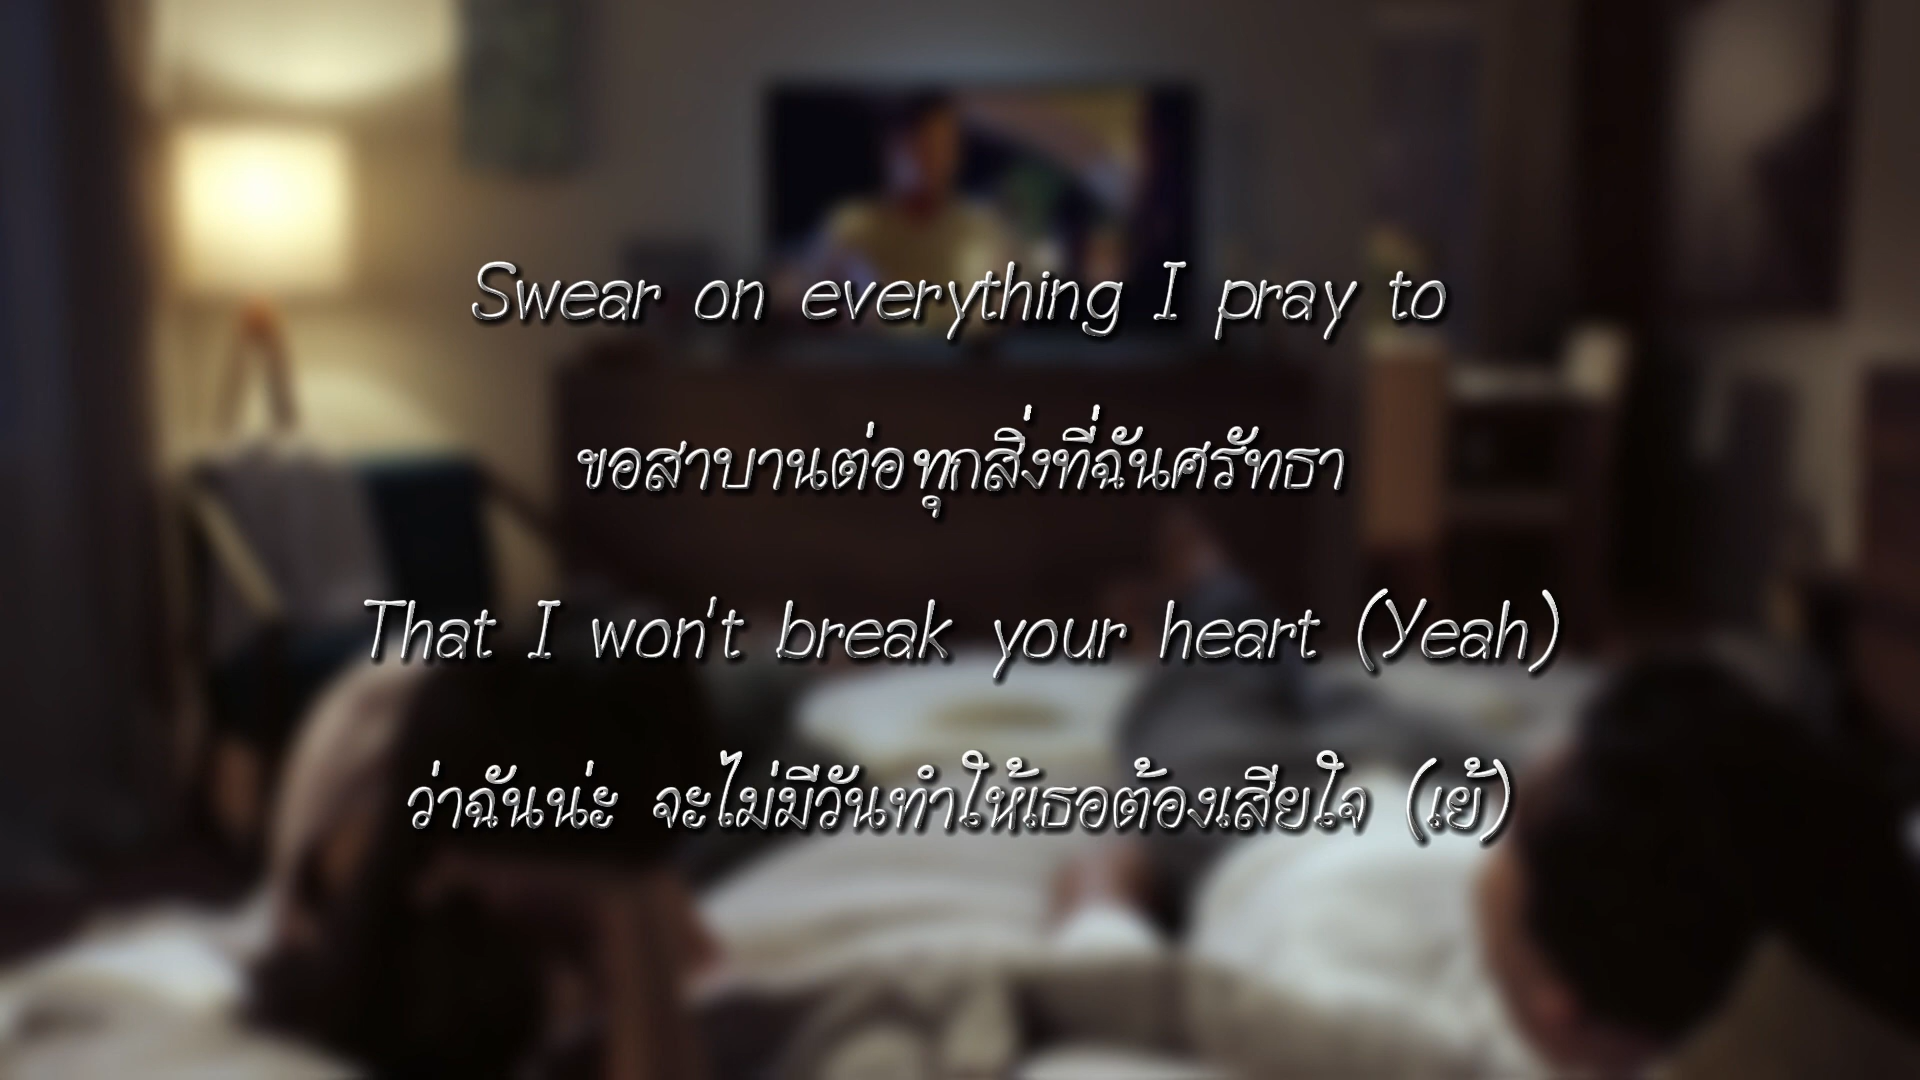 Swear on everything I pray to
ขอสาบานต่อทุกสิ่งที่ฉันศรัทธา
That I won't break your heart (Yeah)
ว่าฉันน่ะ จะไม่มีวันทำให้เธอต้องเสียใจ (เย้)